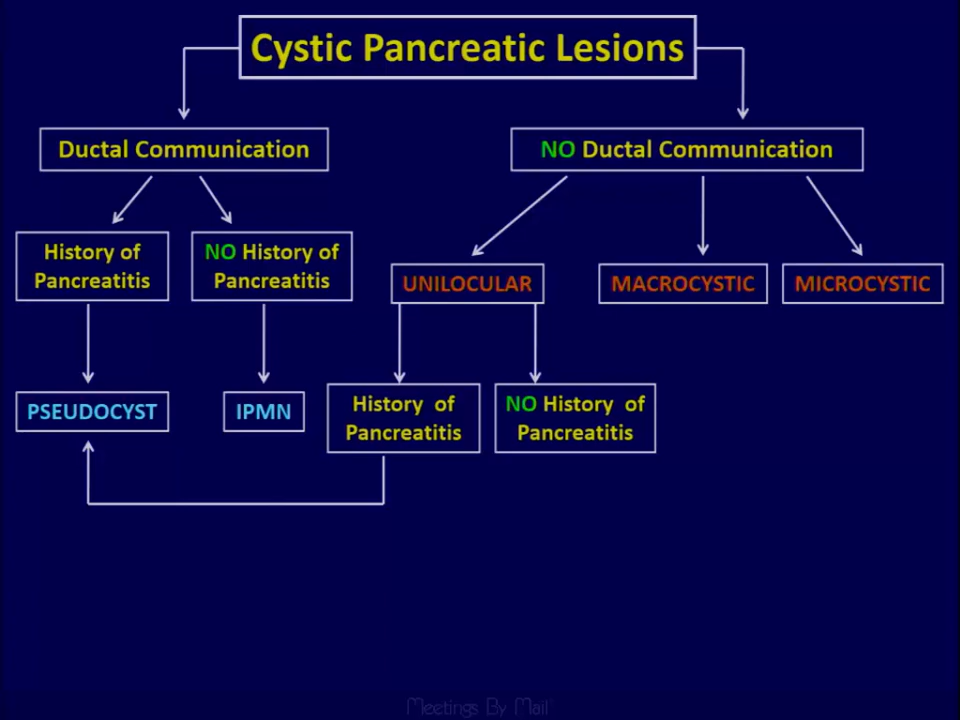 Cystic Pancreatic Lesions
Ductal Communication
NO Ductal Communication
History of
Pancreatitis
NO History of
Pancreatitis
UNILOCULAR
MACROCYSTIC
MICROCYSTIC
PSEUDOCYST
IPMN
History of
Pancreatitis
NO History of
Pancreatitis
Meetings By Mail